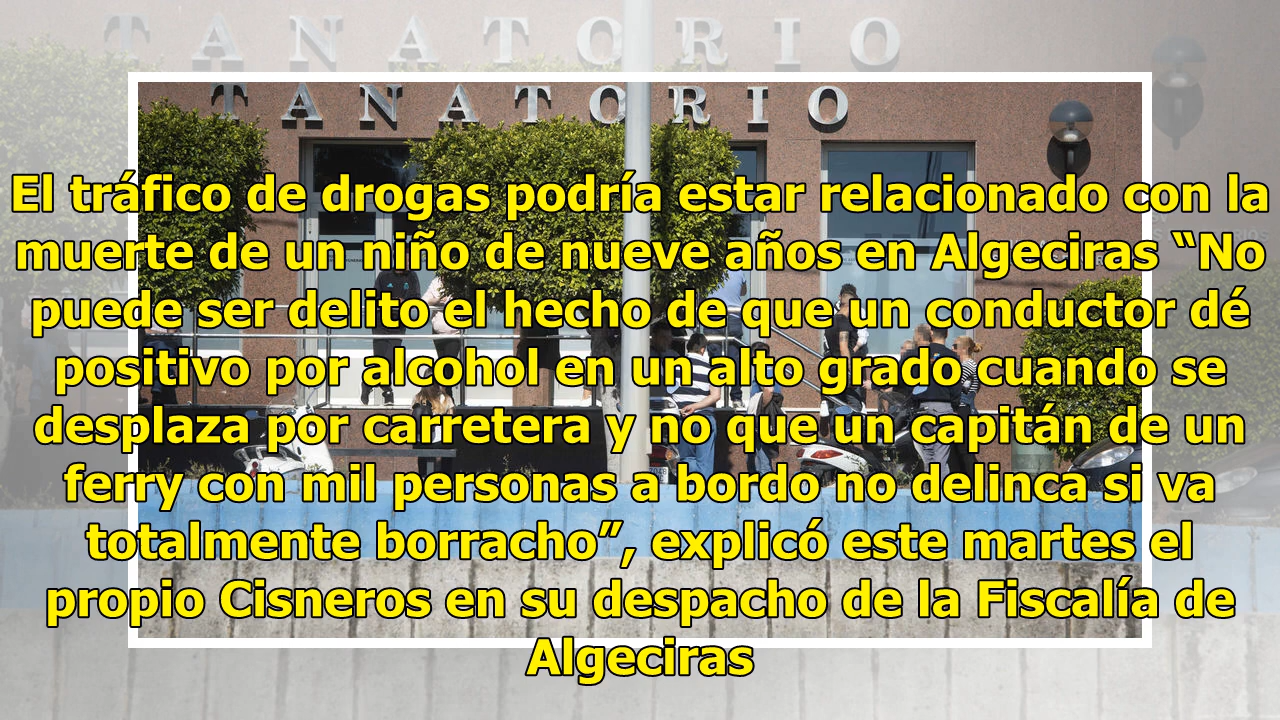 TANATORIO
TANATORIO
El tráfico de drogas podría estar relacionado con la
muerte de un niño de nueve años en Algeciras “No
puede ser delito el hecho de que un conductor dé
positivo por alcohol en un alto grado cuando se
desplaza por carretera y no que un capitán de un
ferry con mil personas a bordo no delinca si va
totalmente borracho”, explicó este martes el
propio Cisneros en su despacho de la Fiscalía de
Algeciras